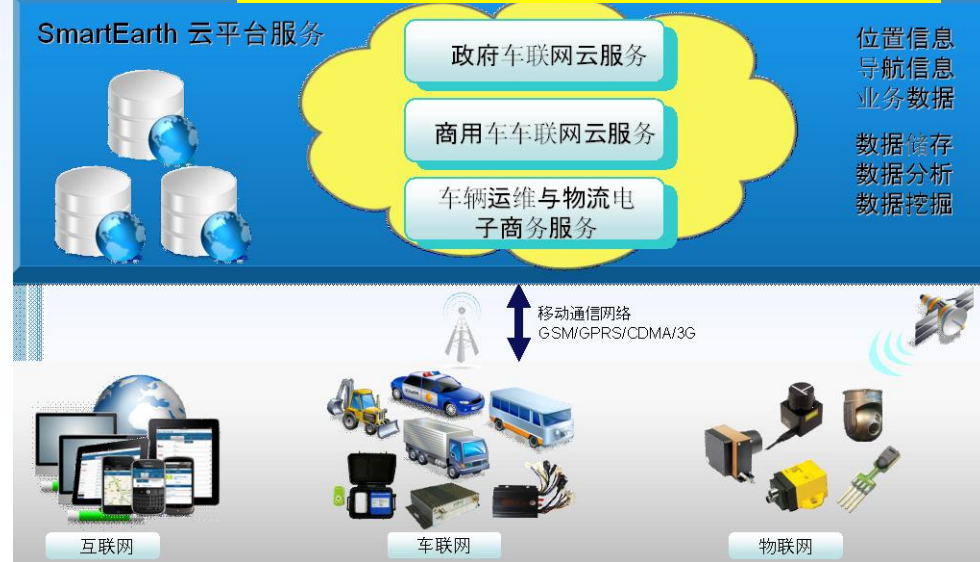 SmartEarth 云平台服务
政府车联网云服务
商用车车联网云服务
车辆运维与物流电
子商务服务
位置信息
导航信息
业务数据
数据储存
数据分析
数据挖掘
移动通信网络
GSM/GPRS/CDMA/3G
互联网
车联网
物联网